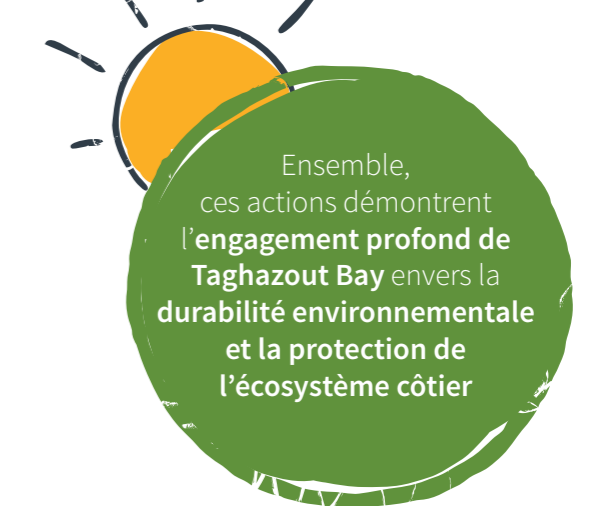 Ensemble,
ces actions démontrent
l’engagement profond de
Taghazout Bay envers la
durabilité environnementale
et la protection de
l’écosystème côtier